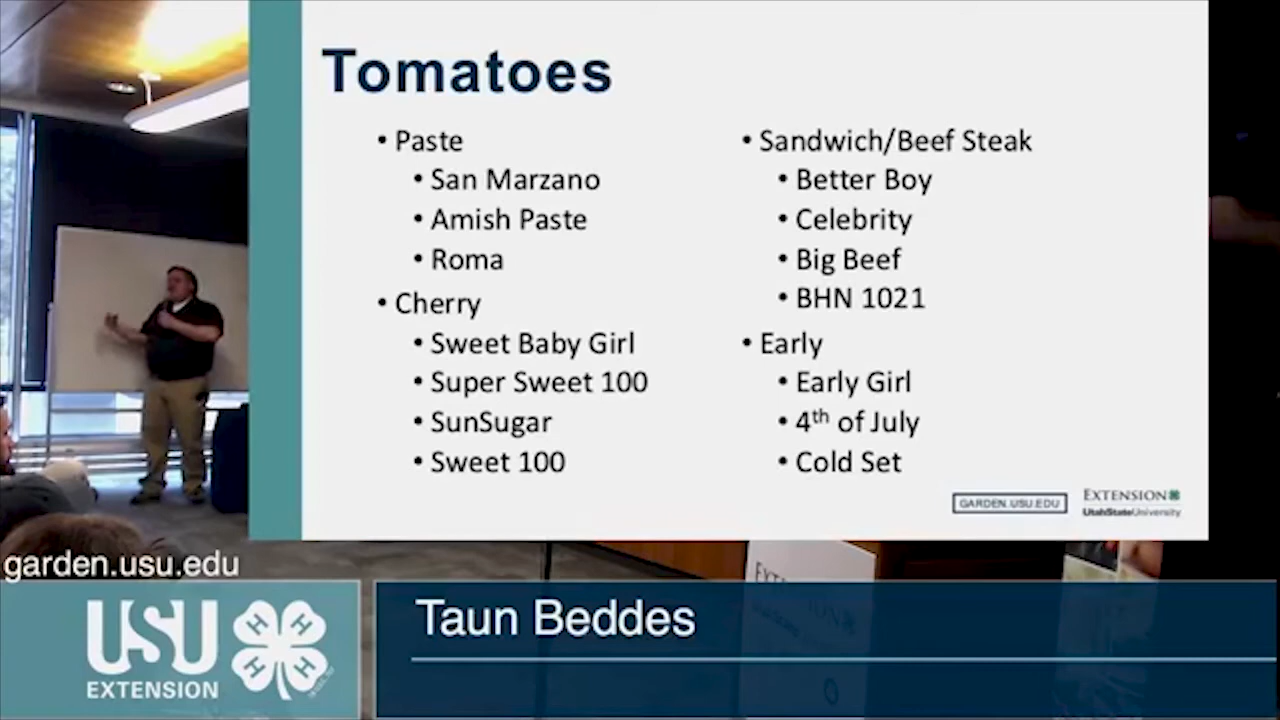 Tomatoes
• Paste
• San Marzano
• Amish Paste
• Roma
• Cherry
• Sweet Baby Girl
• Super Sweet 100
• SunSugar
• Sweet 100
• Sandwich/Beef Steak
• Better Boy
• Celebrity
• Big Beef
• BHN 1021
• Early
• Early Girl
• 4th of July
• Cold Set
GARDEN.USU.EDU
EXTENSION
UtahStateUniversity
garden.usu.edu
USU
EXTENSION
H H
H H
Taun Beddes